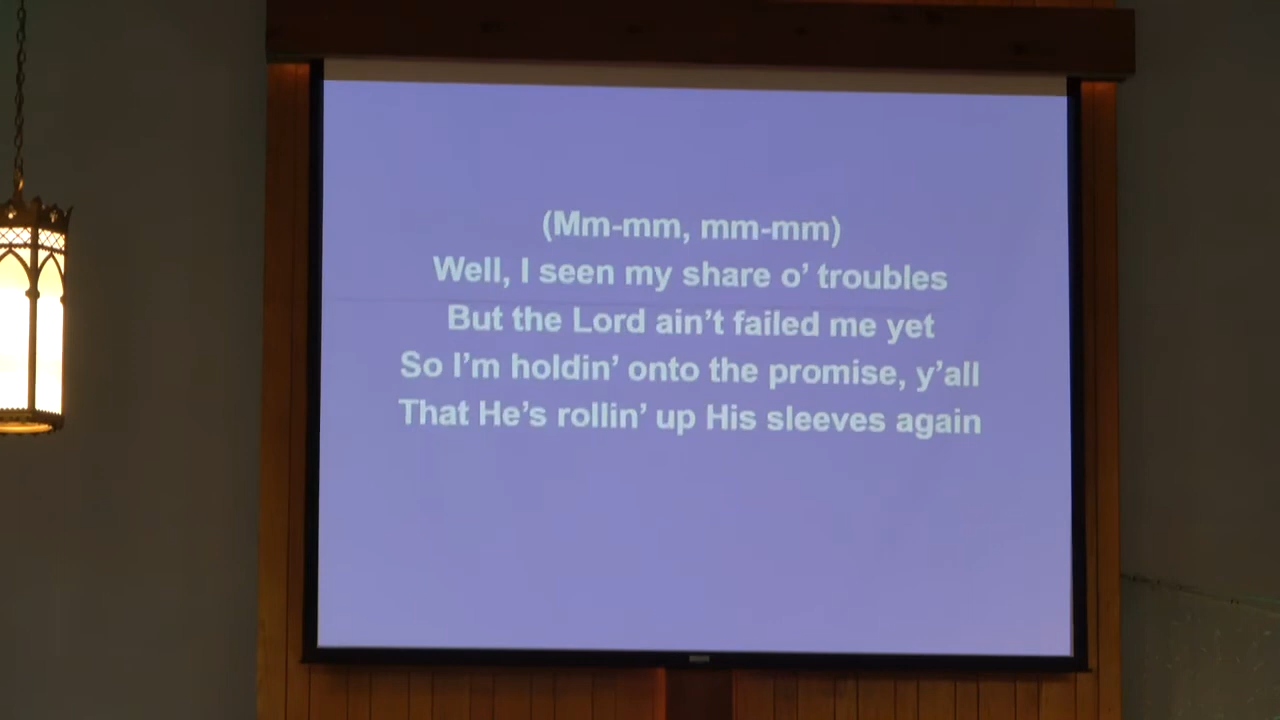 (Mm-mm, mm-mm)
Well, I seen my share o’ troubles
But the Lord ain’t failed me yet
So I’m holdin’ onto the promise, y’all
That He’s rollin’ up His sleeves again